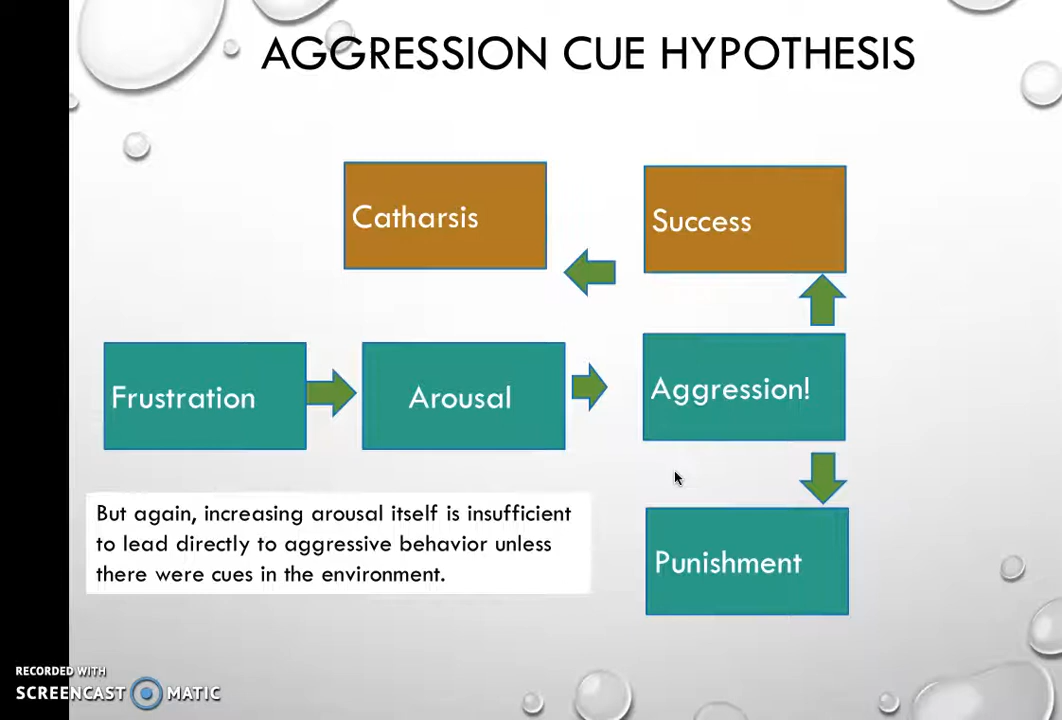 AGGRESSION CUE HYPOTHESIS
Catharsis
Success
Frustration
Arousal
Aggression!
But again, increasing arousal itself is insufficient
to lead directly to aggressive behavior unless
there were cues in the environment.
Punishment
RECORDED WITH
SCREENCAST MATIC